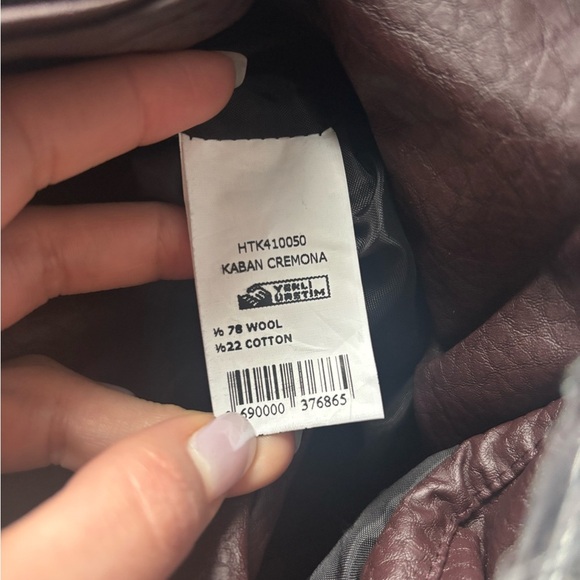 HTK410050
KABAN CREMONA
YERLİ
ÜRETİM
% 78 WOOL
%22 COTTON
690000 376865